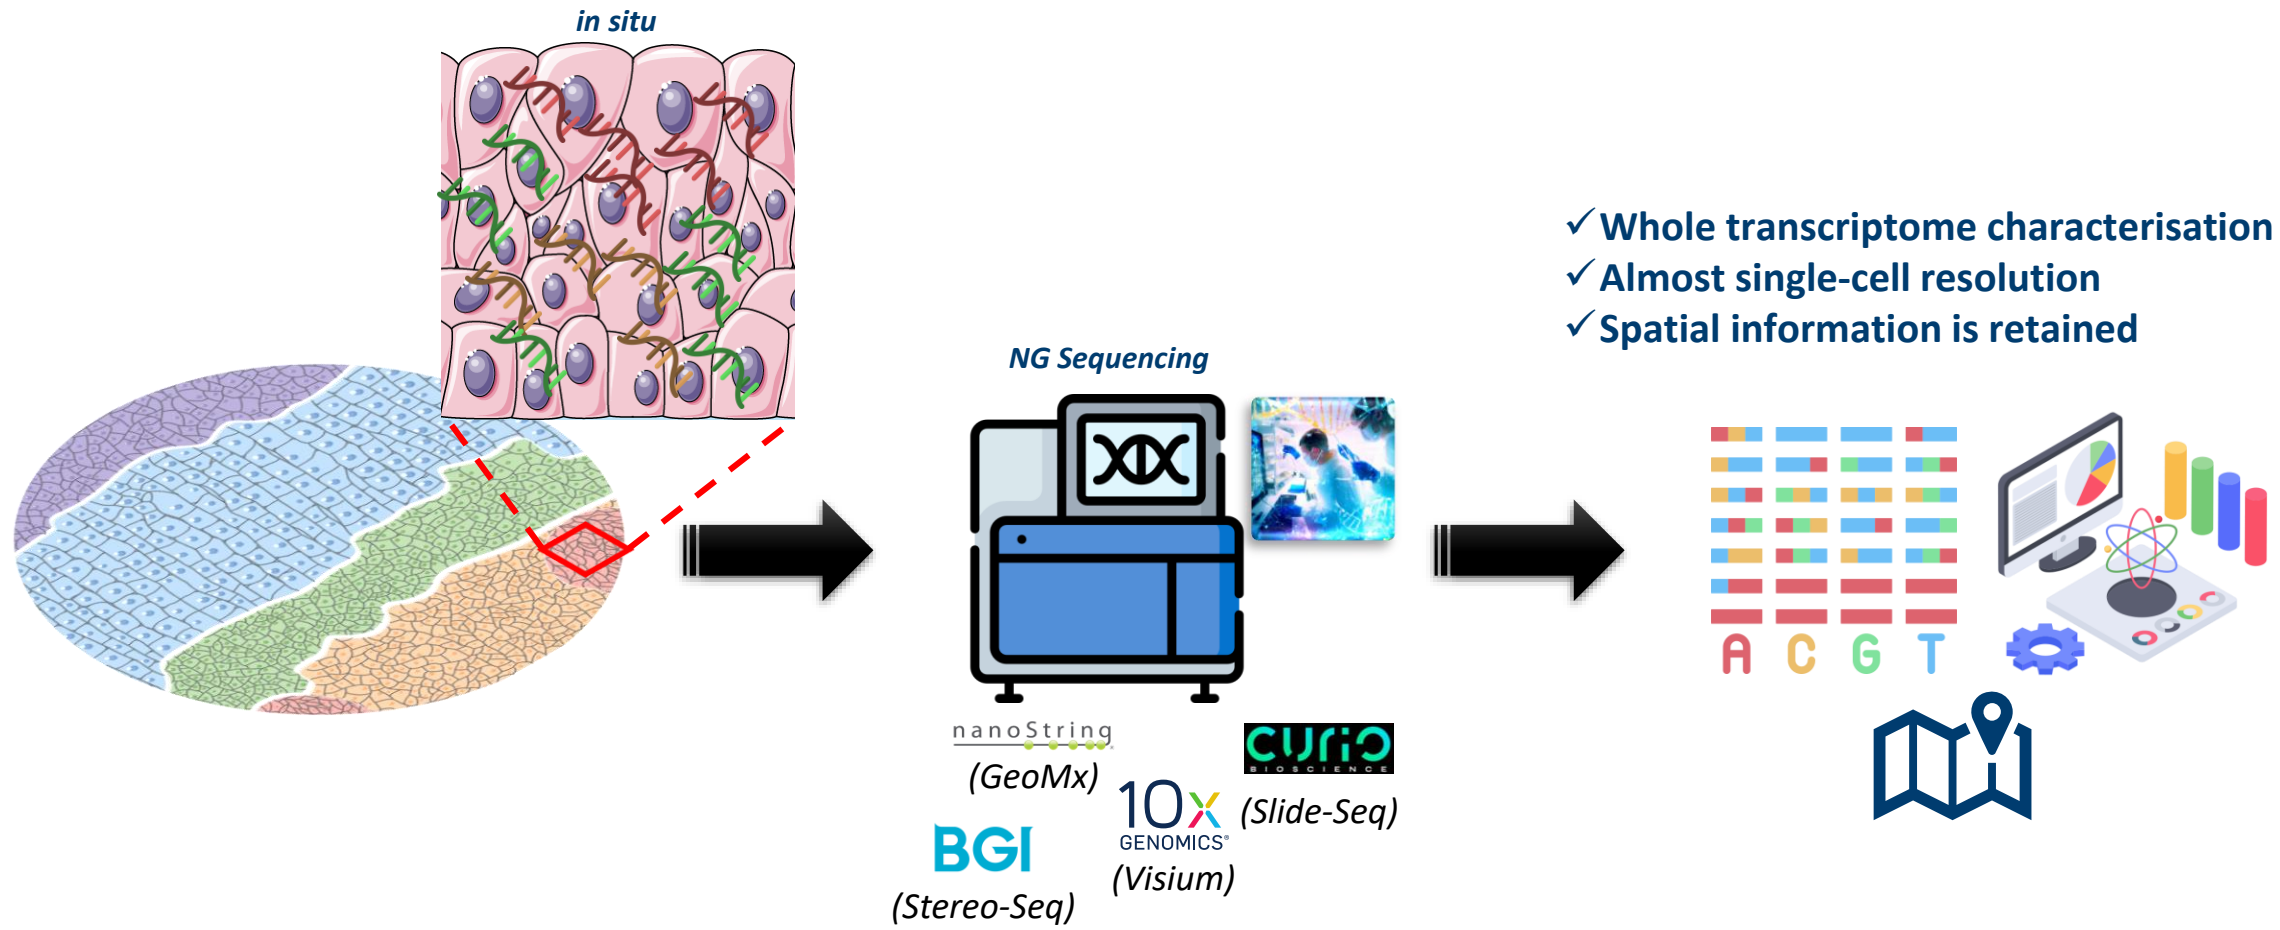 in situ
✓ Whole transcriptome characterisation
✓ Almost single-cell resolution
✓ Spatial information is retained
NG Sequencing
A C G T
nanoString
(GeoMx)
CURIO
BIOSCIENCE
(Slide-Seq)
10x
GENOMICS®
(Visium)
BGI
(Stereo-Seq)